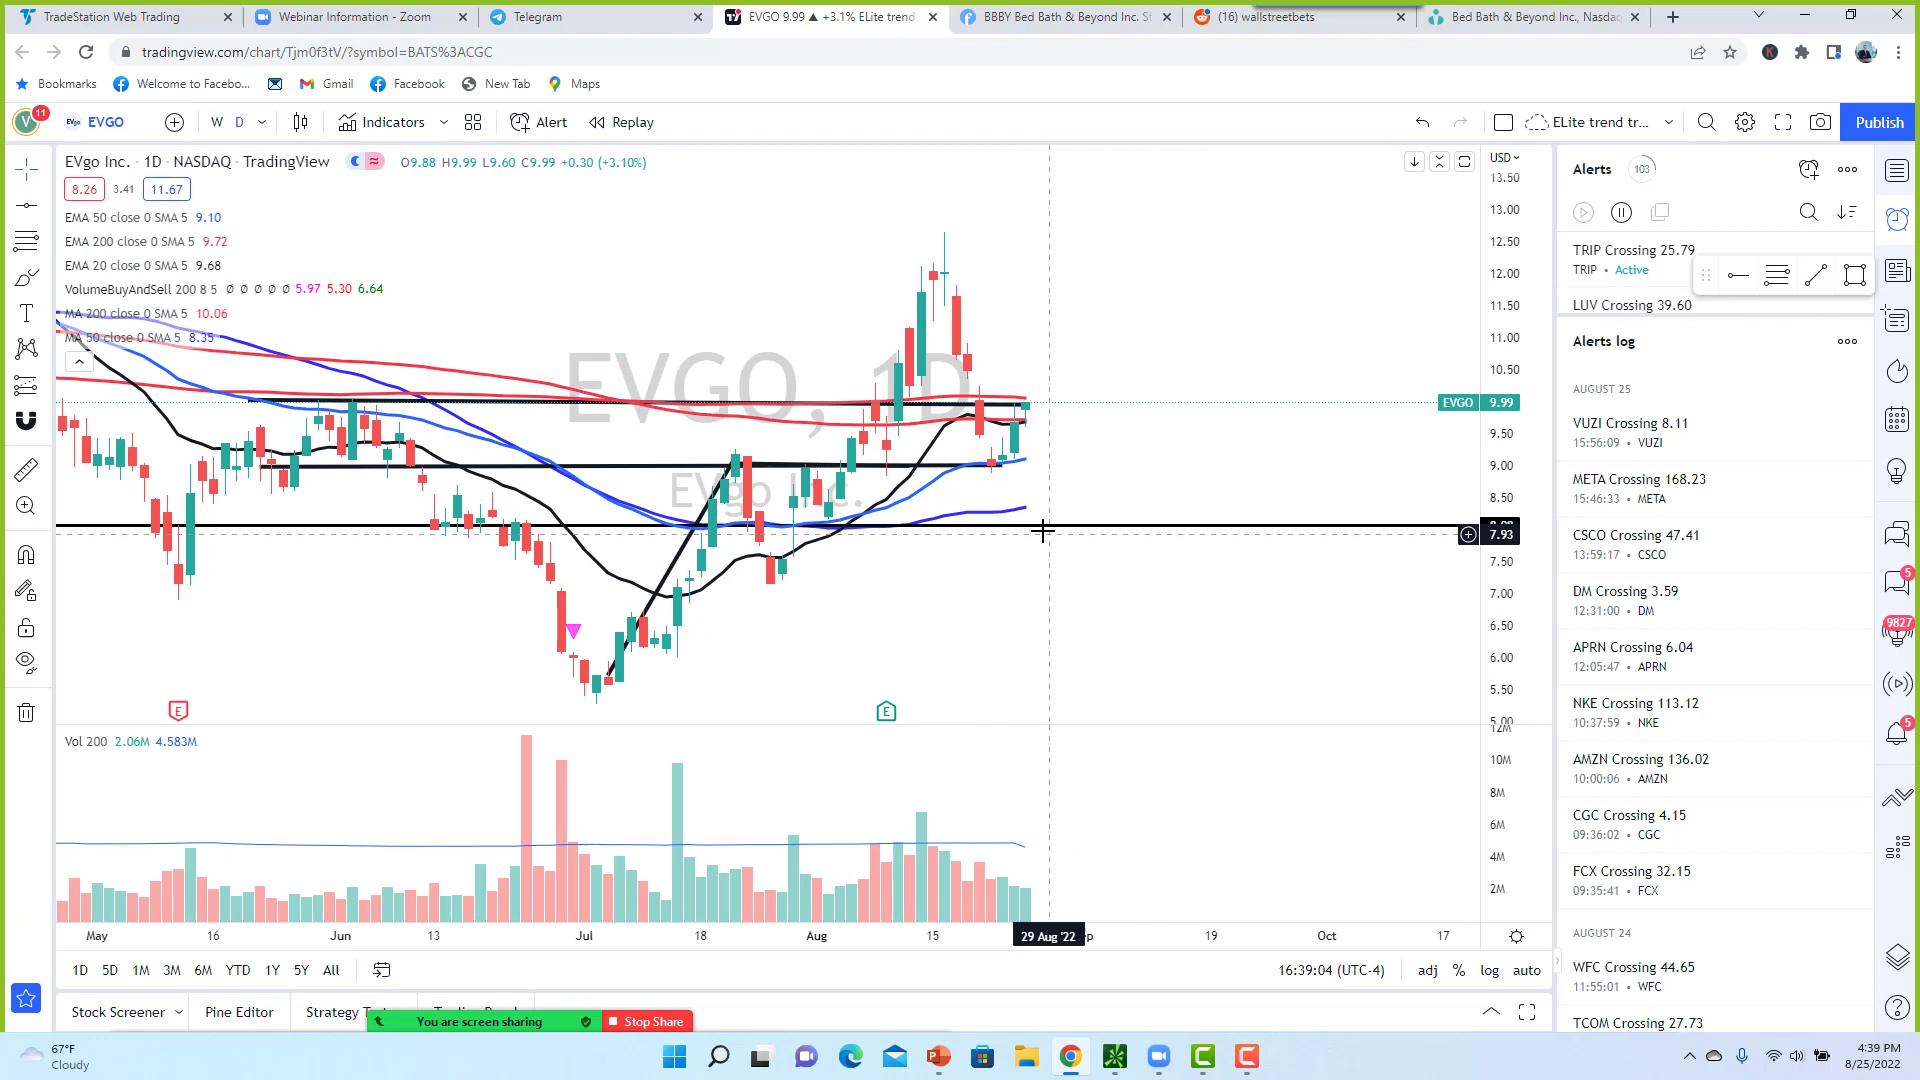 TradeStation Web Trading
Webinar Information - Zoom
Telegram
EVGO 9.99 ▲ +3.1% ELite trend
BBBY Bed Bath & Beyond Inc. St
(16) wallstreetbets
Bed Bath & Beyond Inc., Nasdaq
tradingview.com/chart/Tjm0f3tV/?symbol=BATS%3ACGC
K
Bookmarks
Welcome to Facebo...
Gmail
Facebook
New Tab
Maps
V 11
EVgo EVGO
W D
Indicators
Alert
Replay
ELite trend tr...
Publish
EVgo Inc. · 1D · NASDAQ · TradingView
O9.88 H9.99 L9.60 C9.99 +0.30 (+3.10%)
8.26 3.41 11.67
EMA 50 close 0 SMA 5 9.10
EMA 200 close 0 SMA 5 9.72
EMA 20 close 0 SMA 5 9.68
VolumeBuyAndSell 200 8 5 Ø Ø Ø Ø Ø 5.97 5.30 6.64
MA 200 close 0 SMA 5 10.06
MA 50 close 0 SMA 5 8.35
EVGO, 1D
EVgo Inc.
E
E
USD
13.50
13.00
12.50
12.00
11.50
11.00
10.50
EVGO 9.99
9.50
9.00
8.50
7.93
7.50
7.00
6.50
6.00
5.50
5.00
Vol 200 2.06M 4.583M
12M
10M
8M
6M
4M
2M
May
16
Jun
13
Jul
18
Aug
15
29 Aug '22
19
Oct
17
1D 5D 1M 3M 6M YTD 1Y 5Y All
16:39:04 (UTC-4)
adj % log auto
Stock Screener
Pine Editor
Strategy
You are screen sharing
Stop Share
Alerts 103
TRIP Crossing 25.79
TRIP • Active
LUV Crossing 39.60
Alerts log
AUGUST 25
VUZI Crossing 8.11
15:56:09 • VUZI
META Crossing 168.23
15:46:33 • META
CSCO Crossing 47.41
13:59:17 • CSCO
DM Crossing 3.59
12:31:00 • DM
APRN Crossing 6.04
12:05:47 • APRN
NKE Crossing 113.12
10:37:59 • NKE
AMZN Crossing 136.02
10:00:06 • AMZN
CGC Crossing 4.15
09:36:02 • CGC
FCX Crossing 32.15
09:35:41 • FCX
AUGUST 24
WFC Crossing 44.65
11:55:01 • WFC
TCOM Crossing 27.73
5
9827
5
67°F
Cloudy
4:39 PM
8/25/2022